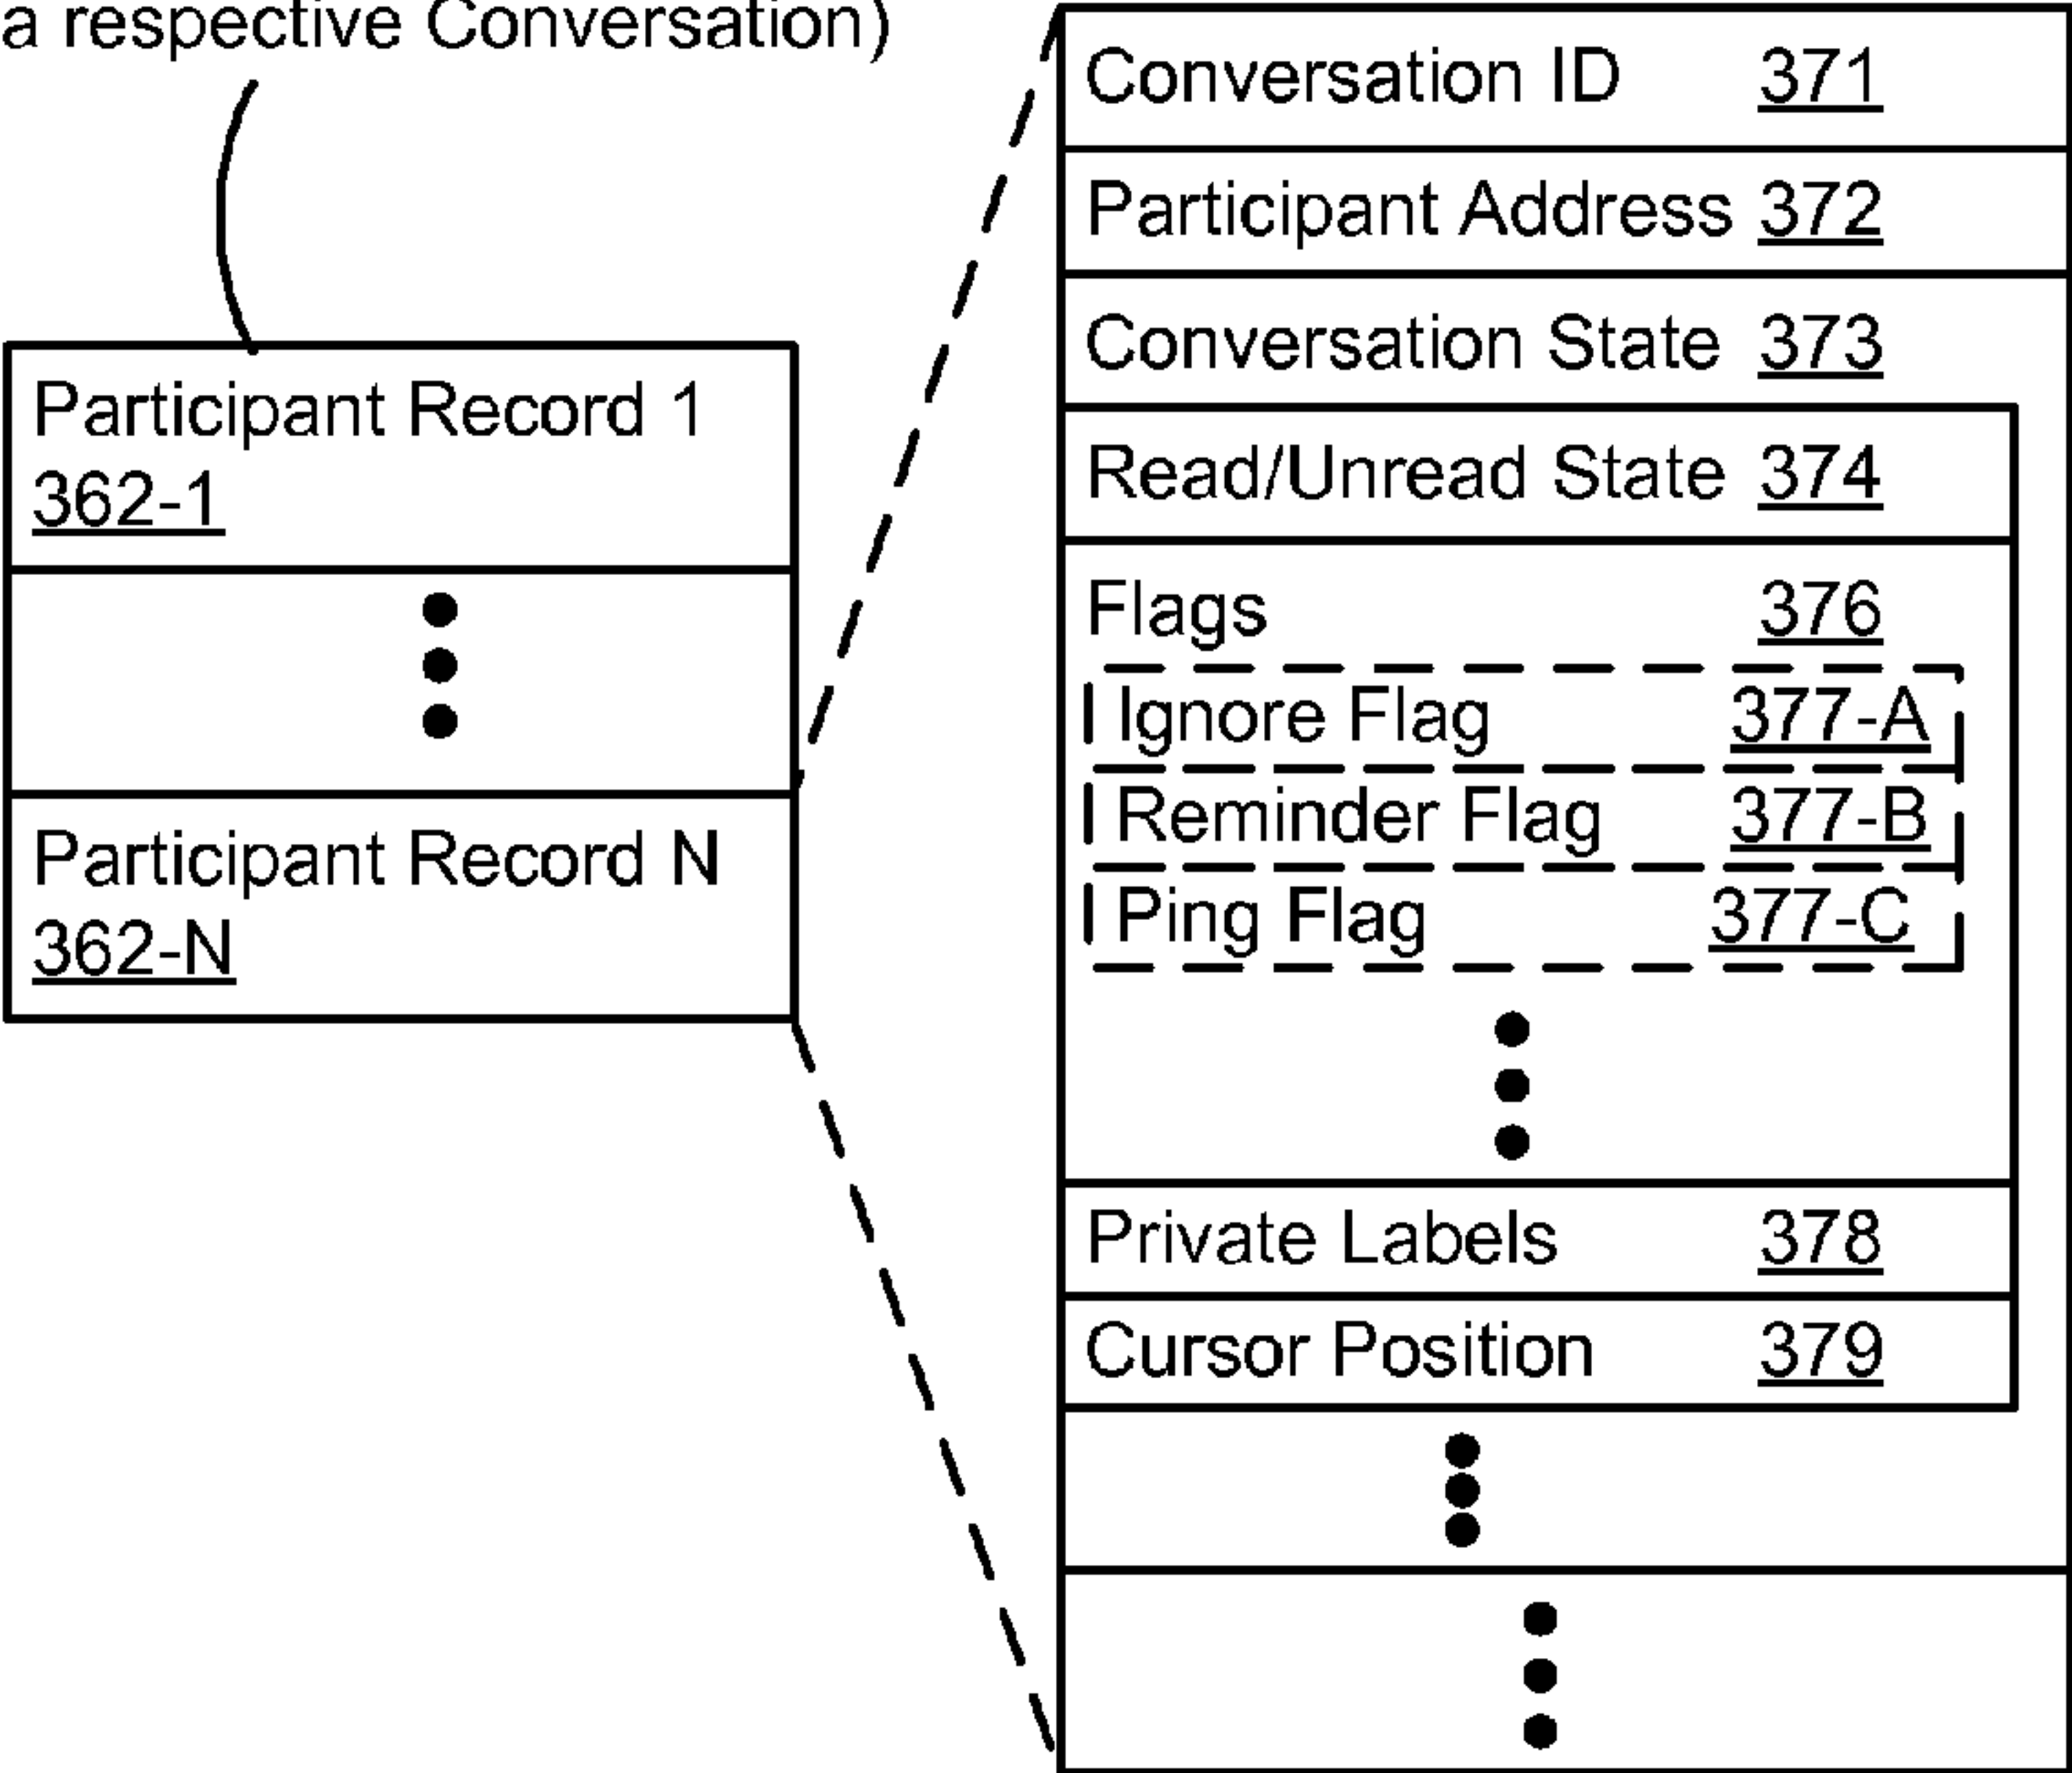 a respective Conversation)
Participant Record 1
362-1
Participant Record N
362-N
Conversation ID 371
Participant Address 372
Conversation State 373
Read/Unread State 374
Flags 376
Ignore Flag 377-A
Reminder Flag 377-B
Ping Flag 377-C
Private Labels 378
Cursor Position 379